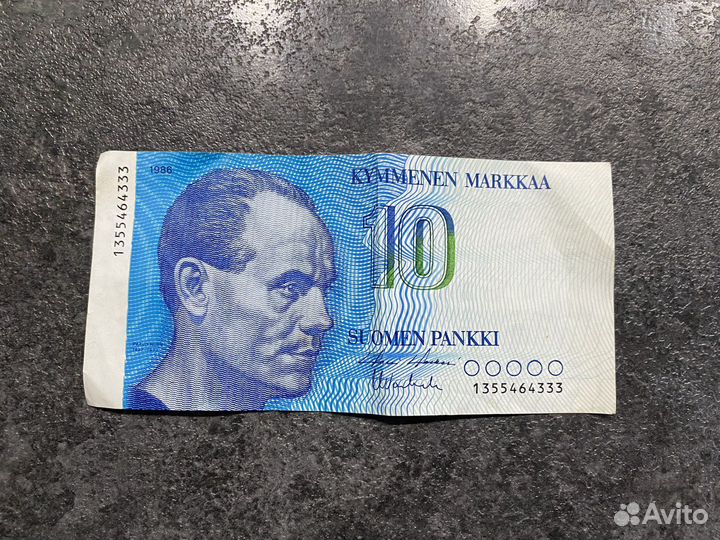 1355464333
1986
KYMMENEN MARKKAA
10
SUOMEN PANKKI
1355464333
Avito